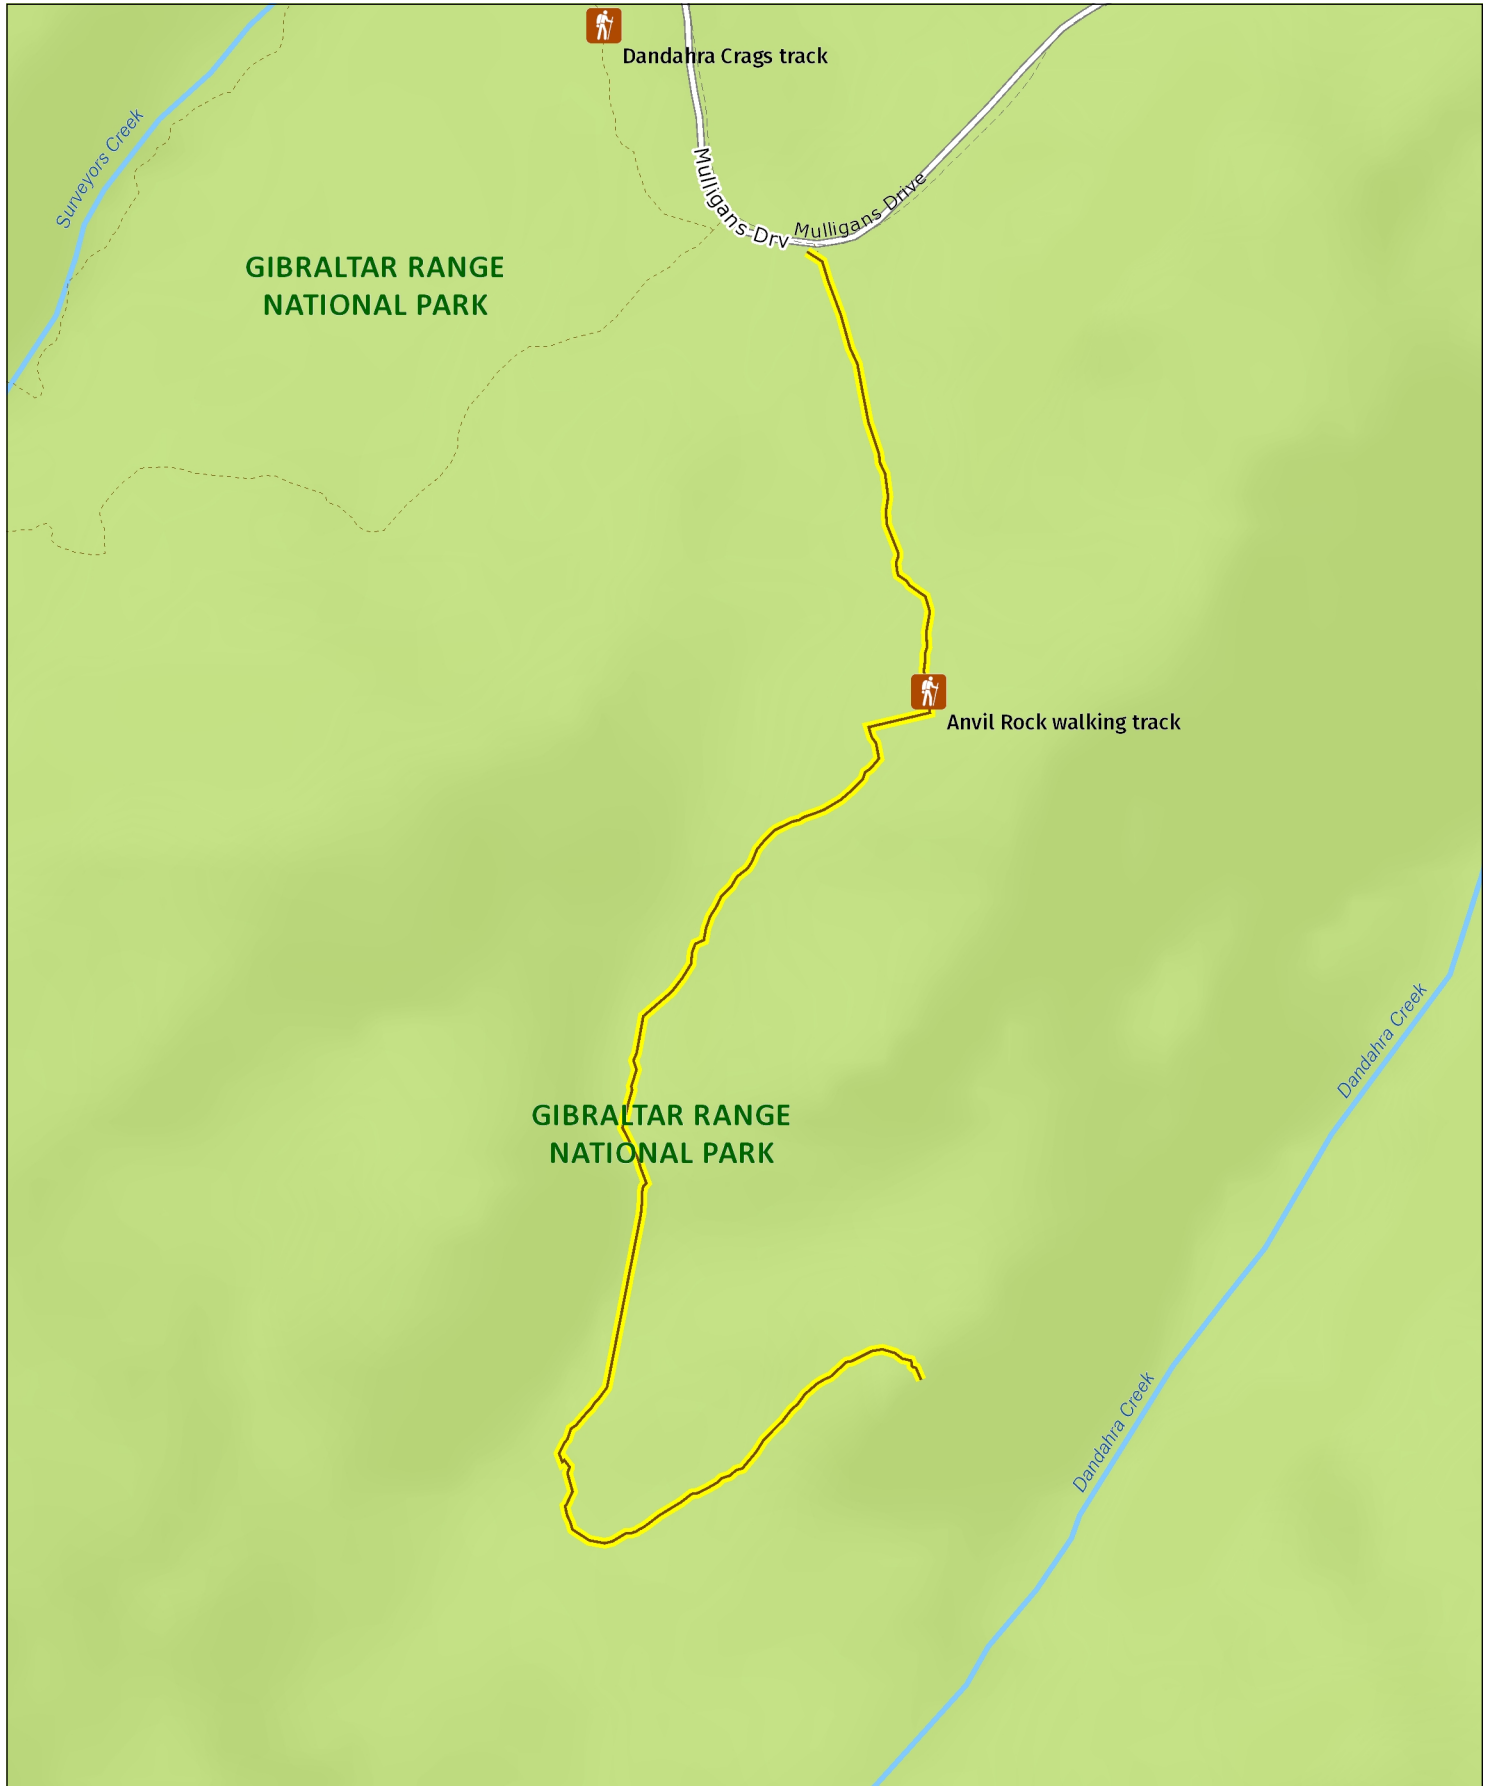 Dandahra Crags track
Surveyors Creek
Mulligans Drv
Mulligans Drive
GIBRALTAR RANGE
NATIONAL PARK
Anvil Rock walking track
Dandahra Creek
GIBRALTAR RANGE
NATIONAL PARK
Dandahra Creek